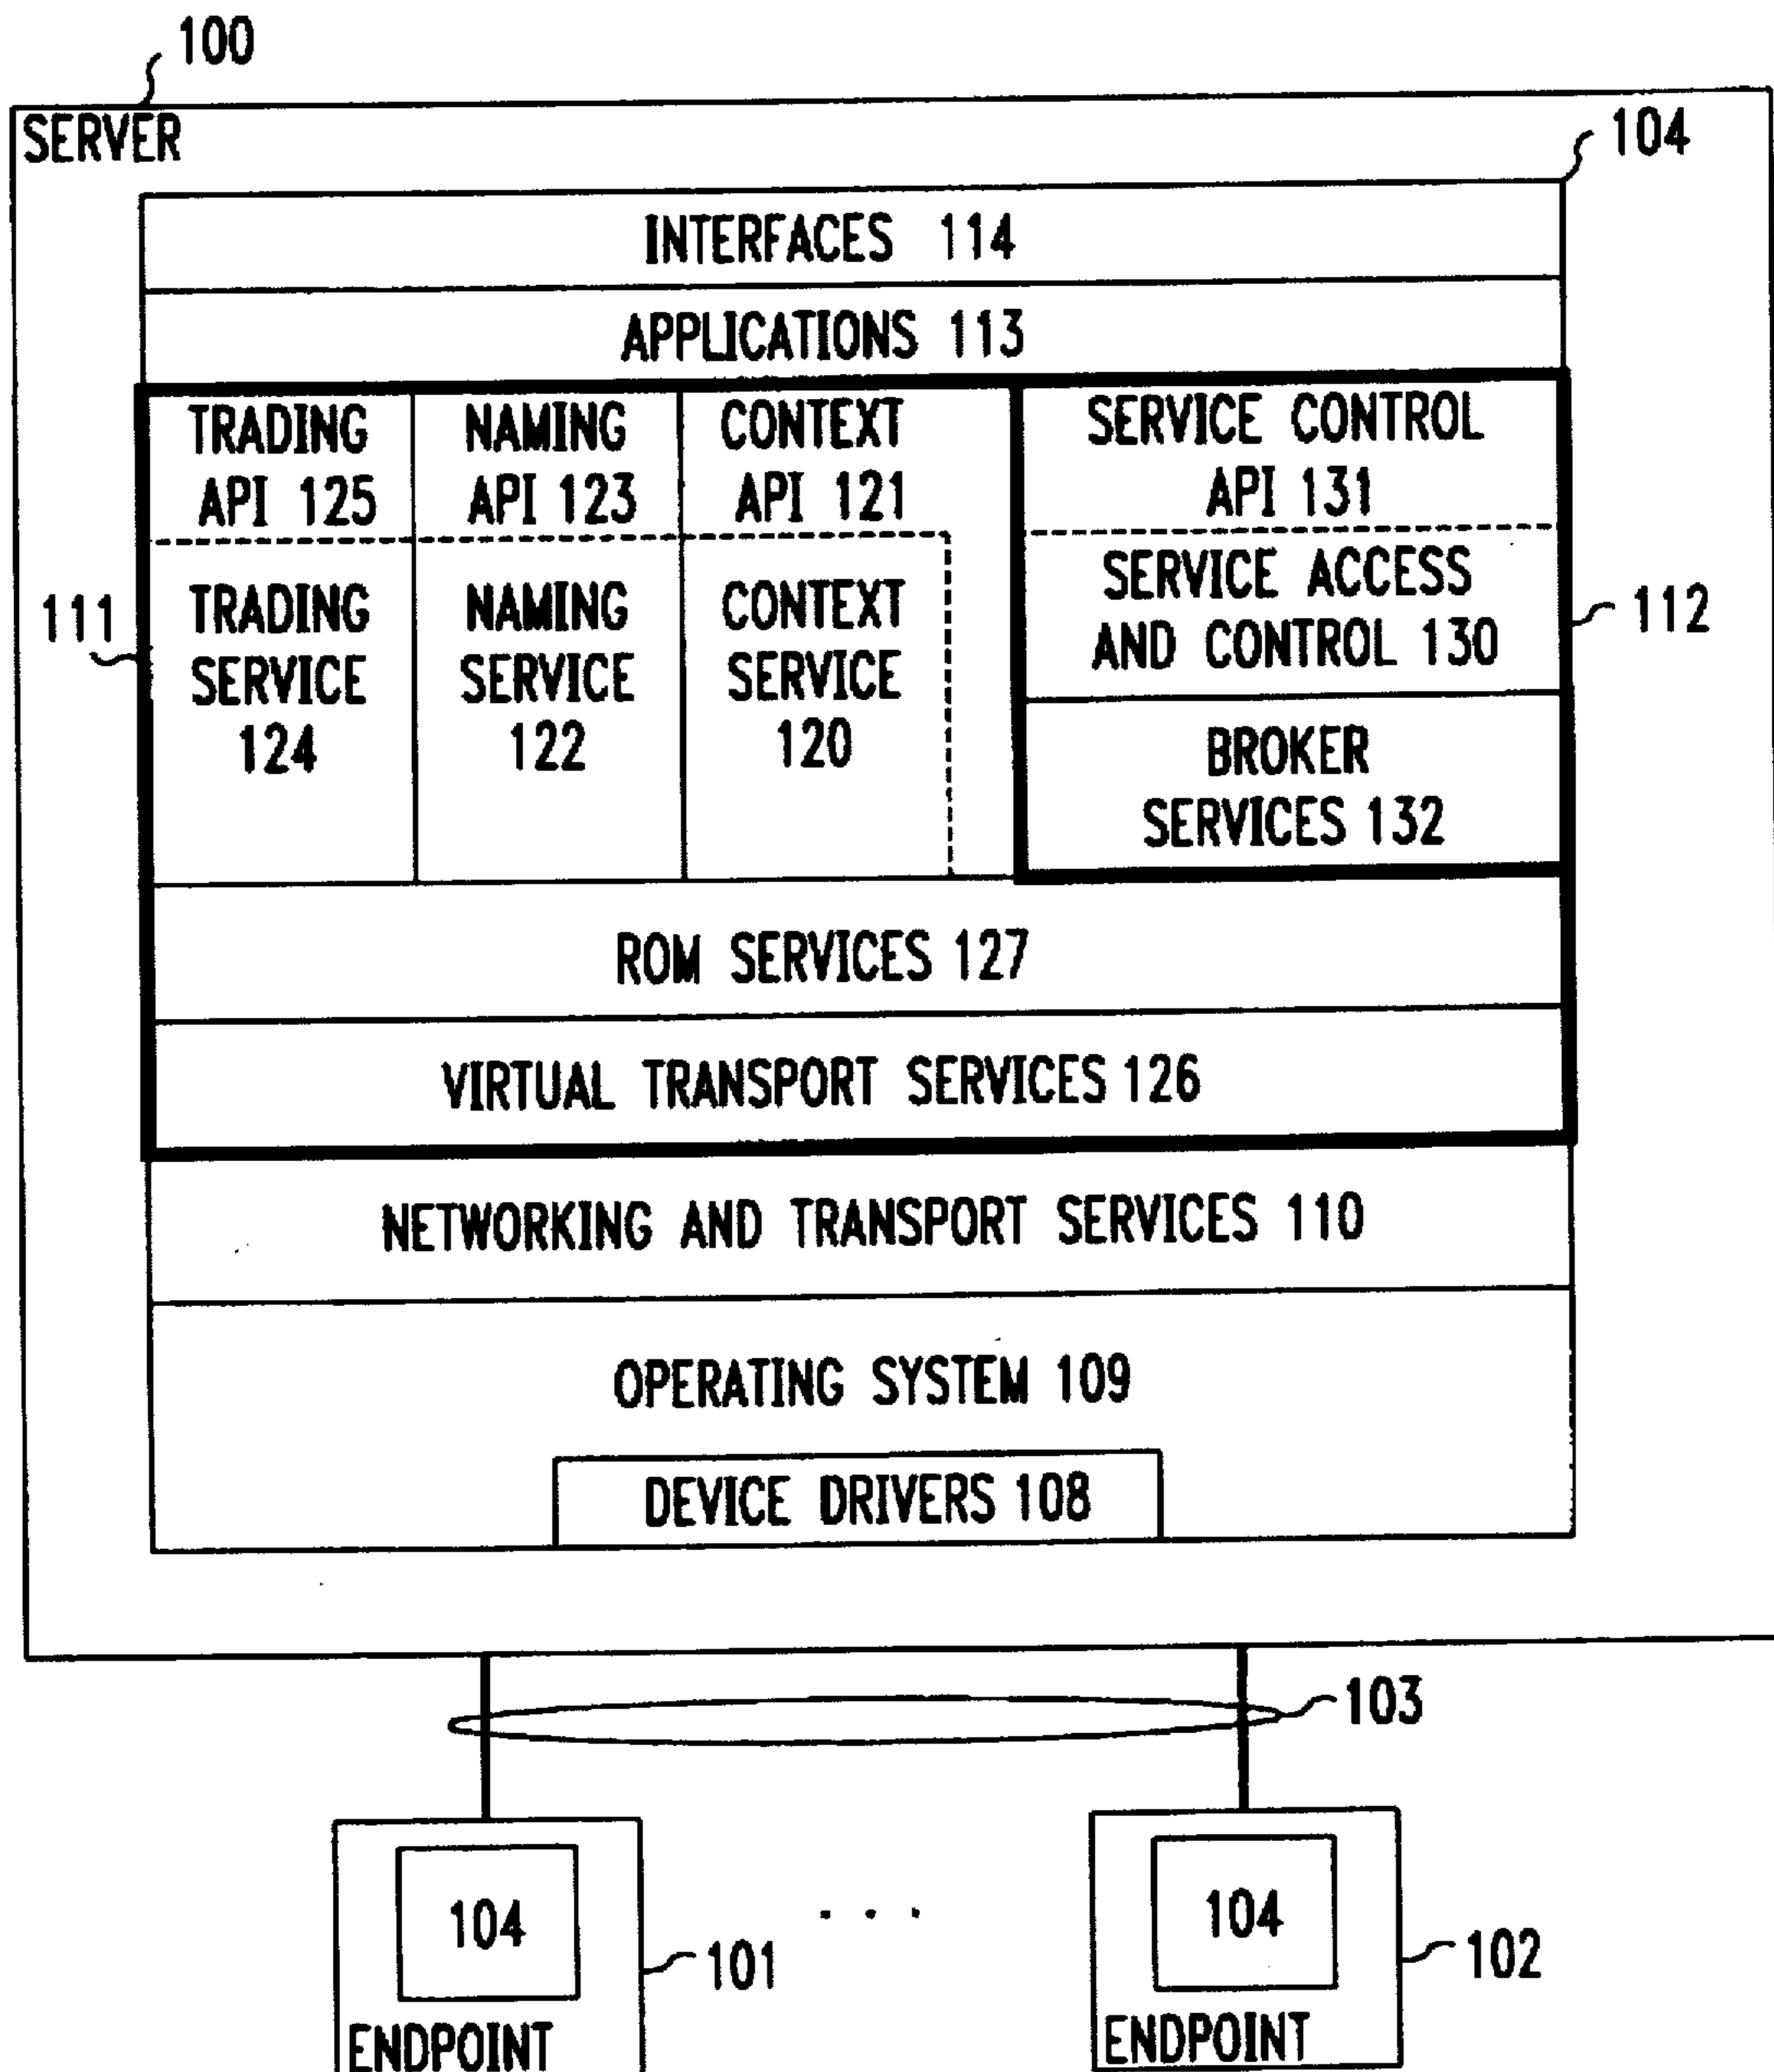 100
SERVER
104
INTERFACES 114
APPLICATIONS 113
TRADING
API 125
NAMING
API 123
CONTEXT
API 121
SERVICE CONTROL
API 131
111
TRADING
SERVICE
124
NAMING
SERVICE
122
CONTEXT
SERVICE
120
SERVICE ACCESS
AND CONTROL 130
112
BROKER
SERVICES 132
ROM SERVICES 127
VIRTUAL TRANSPORT SERVICES 126
NETWORKING AND TRANSPORT SERVICES 110
OPERATING SYSTEM 109
DEVICE DRIVERS 108
103
104
101
ENDPOINT
. . .
104
102
ENDPOINT